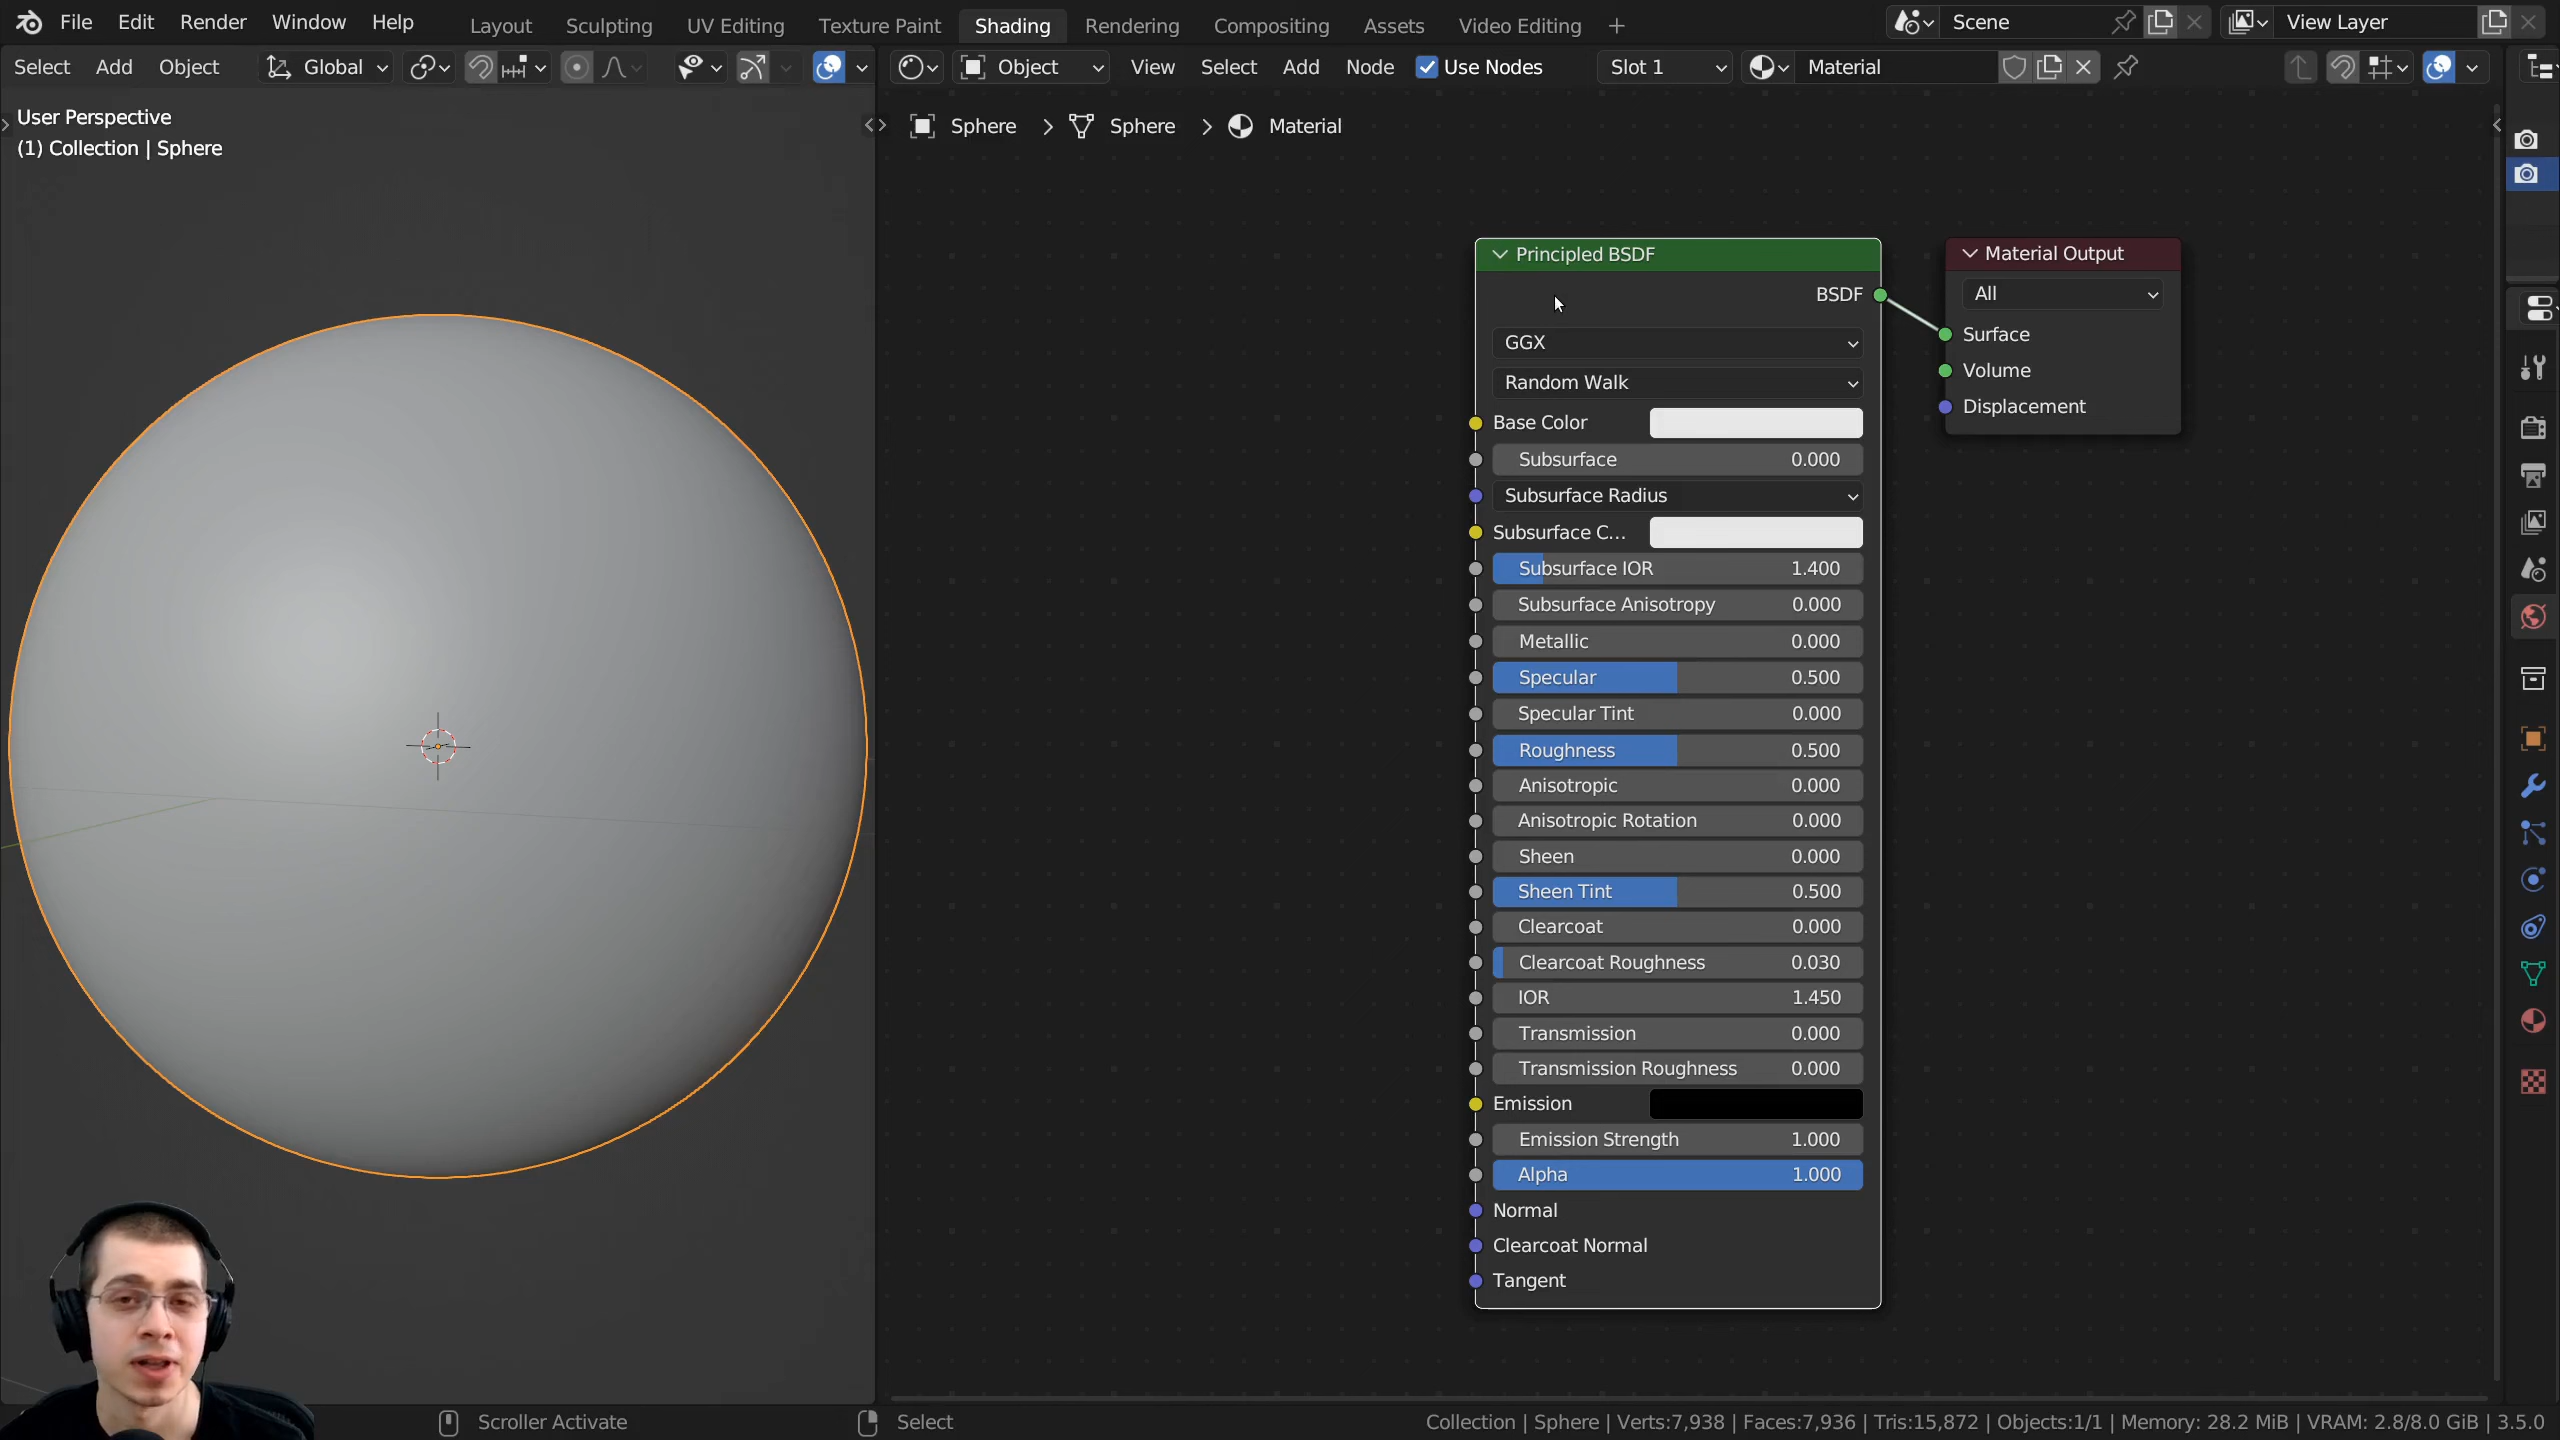 File Edit Render Window Help Layout Sculpting UV Editing Texture Paint Shading Rendering Compositing Assets Video Editing + Scene View Layer
Select Add Object Global Object View Select Add Node Use Nodes Slot 1 Material
User Perspective
(1) Collection | Sphere
Sphere > Sphere > Material
Principled BSDF
BSDF
GGX
Random Walk
Base Color
Subsurface 0.000
Subsurface Radius
Subsurface C...
Subsurface IOR 1.400
Subsurface Anisotropy 0.000
Metallic 0.000
Specular 0.500
Specular Tint 0.000
Roughness 0.500
Anisotropic 0.000
Anisotropic Rotation 0.000
Sheen 0.000
Sheen Tint 0.500
Clearcoat 0.000
Clearcoat Roughness 0.030
IOR 1.450
Transmission 0.000
Transmission Roughness 0.000
Emission
Emission Strength 1.000
Alpha 1.000
Normal
Clearcoat Normal
Tangent
Material Output
All
Surface
Volume
Displacement
Scroller Activate Select Collection | Sphere | Verts:7,938 | Faces:7,936 | Tris:15,872 | Objects:1/1 | Memory: 28.2 MiB | VRAM: 2.8/8.0 GiB | 3.5.0